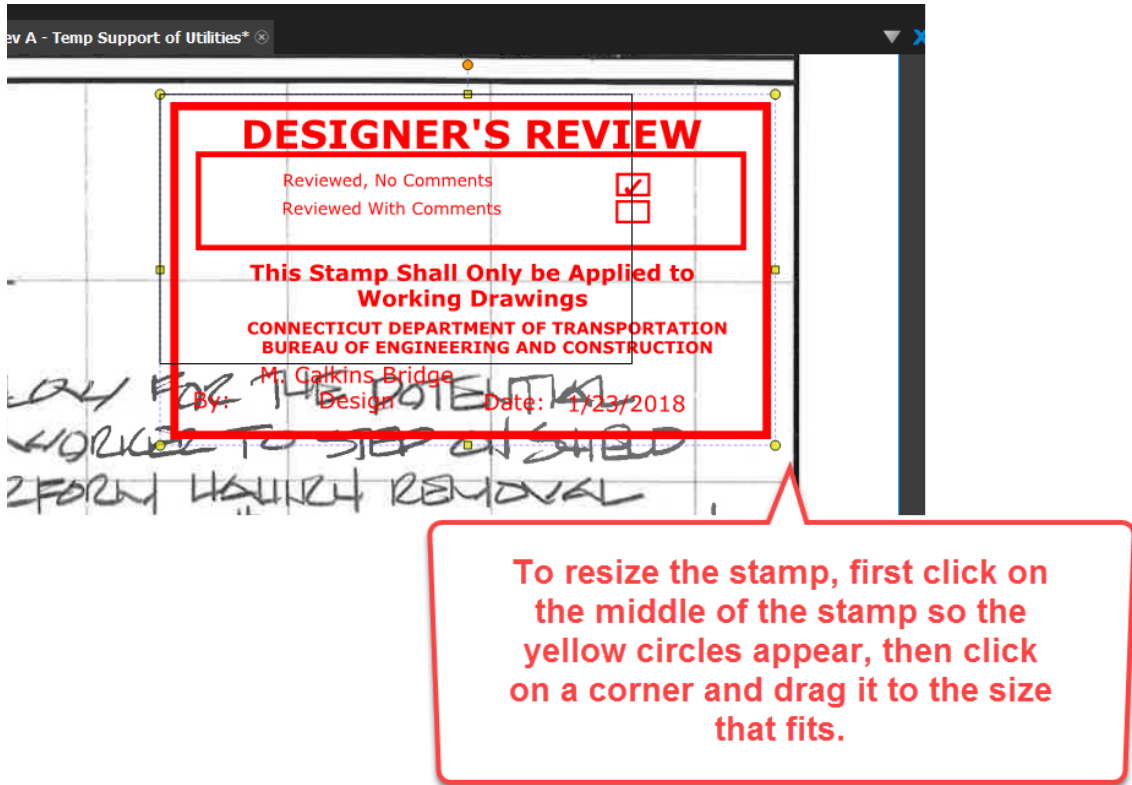 ev A - Temp Support of Utilities*
DESIGNER'S REVIEW
Reviewed, No Comments
Reviewed With Comments
This Stamp Shall Only be Applied to
Working Drawings
CONNECTICUT DEPARTMENT OF TRANSPORTATION
BUREAU OF ENGINEERING AND CONSTRUCTION
M. Calkins Bridge
By: Design Date: 1/23/2018
FOR THE POTENTIAL
WORKER TO STEP ON SHIELD
HAUNCH REMOVAL
To resize the stamp, first click on
the middle of the stamp so the
yellow circles appear, then click
on a corner and drag it to the size
that fits.